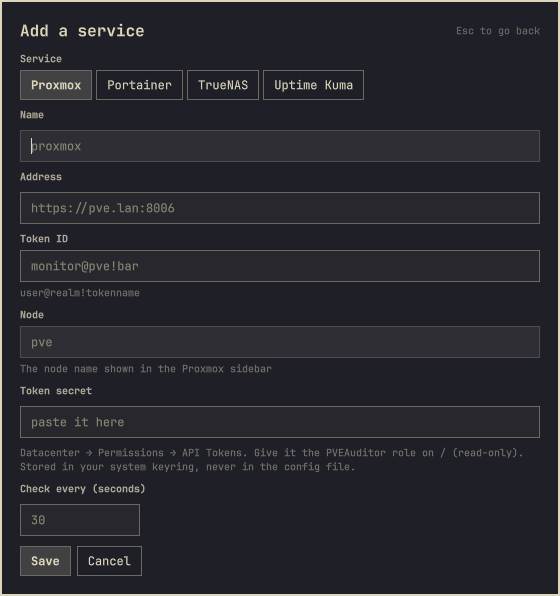 Add a service
Esc to go back
Service
Proxmox Portainer TrueNAS Uptime Kuma
Name
proxmox
Address
https://pve.lan:8006
Token ID
monitor@pve!bar
user@realm!tokenname
Node
pve
The node name shown in the Proxmox sidebar
Token secret
paste it here
Datacenter → Permissions → API Tokens. Give it the PVEAuditor role on / (read-only).
Stored in your system keyring, never in the config file.
Check every (seconds)
30
Save Cancel